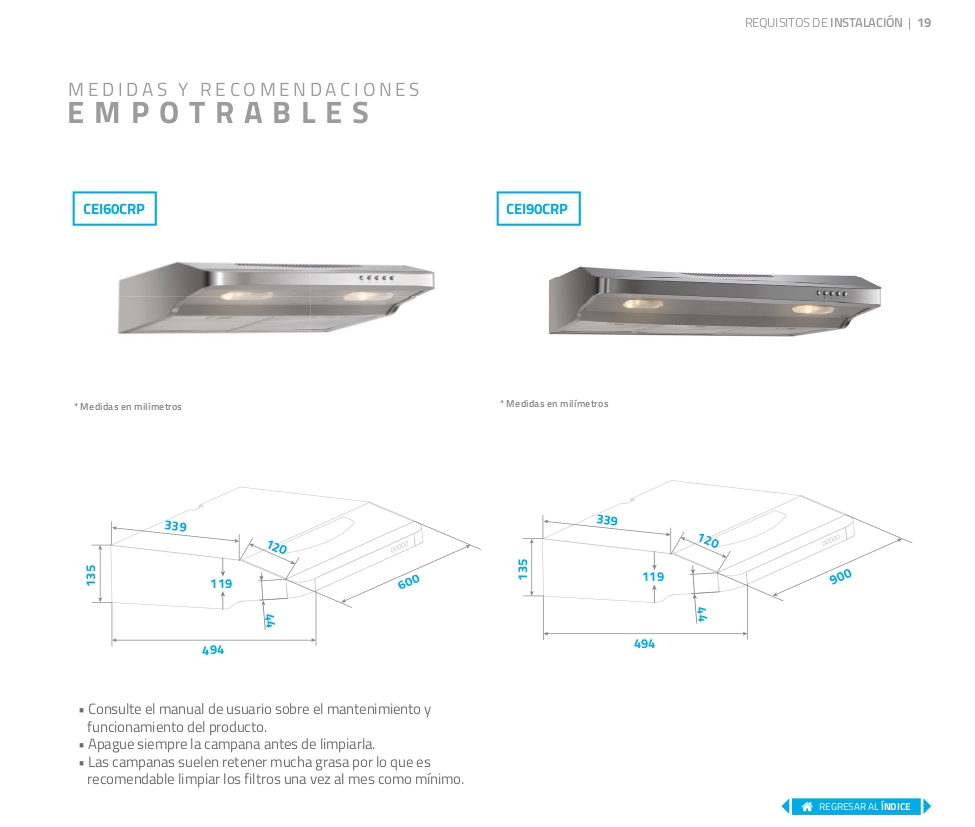 REQUISITOS DE INSTALACIÓN | 19
MEDIDAS Y RECOMENDACIONES
EMPOTRABLES
CEI60CRP
CEI90CRP
* Medidas en milímetros
* Medidas en milímetros
339
120
135
119
600
44
494
339
120
135
119
900
44
494
▪ Consulte el manual de usuario sobre el mantenimiento y
funcionamiento del producto.
▪ Apague siempre la campana antes de limpiarla.
▪ Las campanas suelen retener mucha grasa por lo que es
recomendable limpiar los filtros una vez al mes como mínimo.
REGRESAR AL ÍNDICE